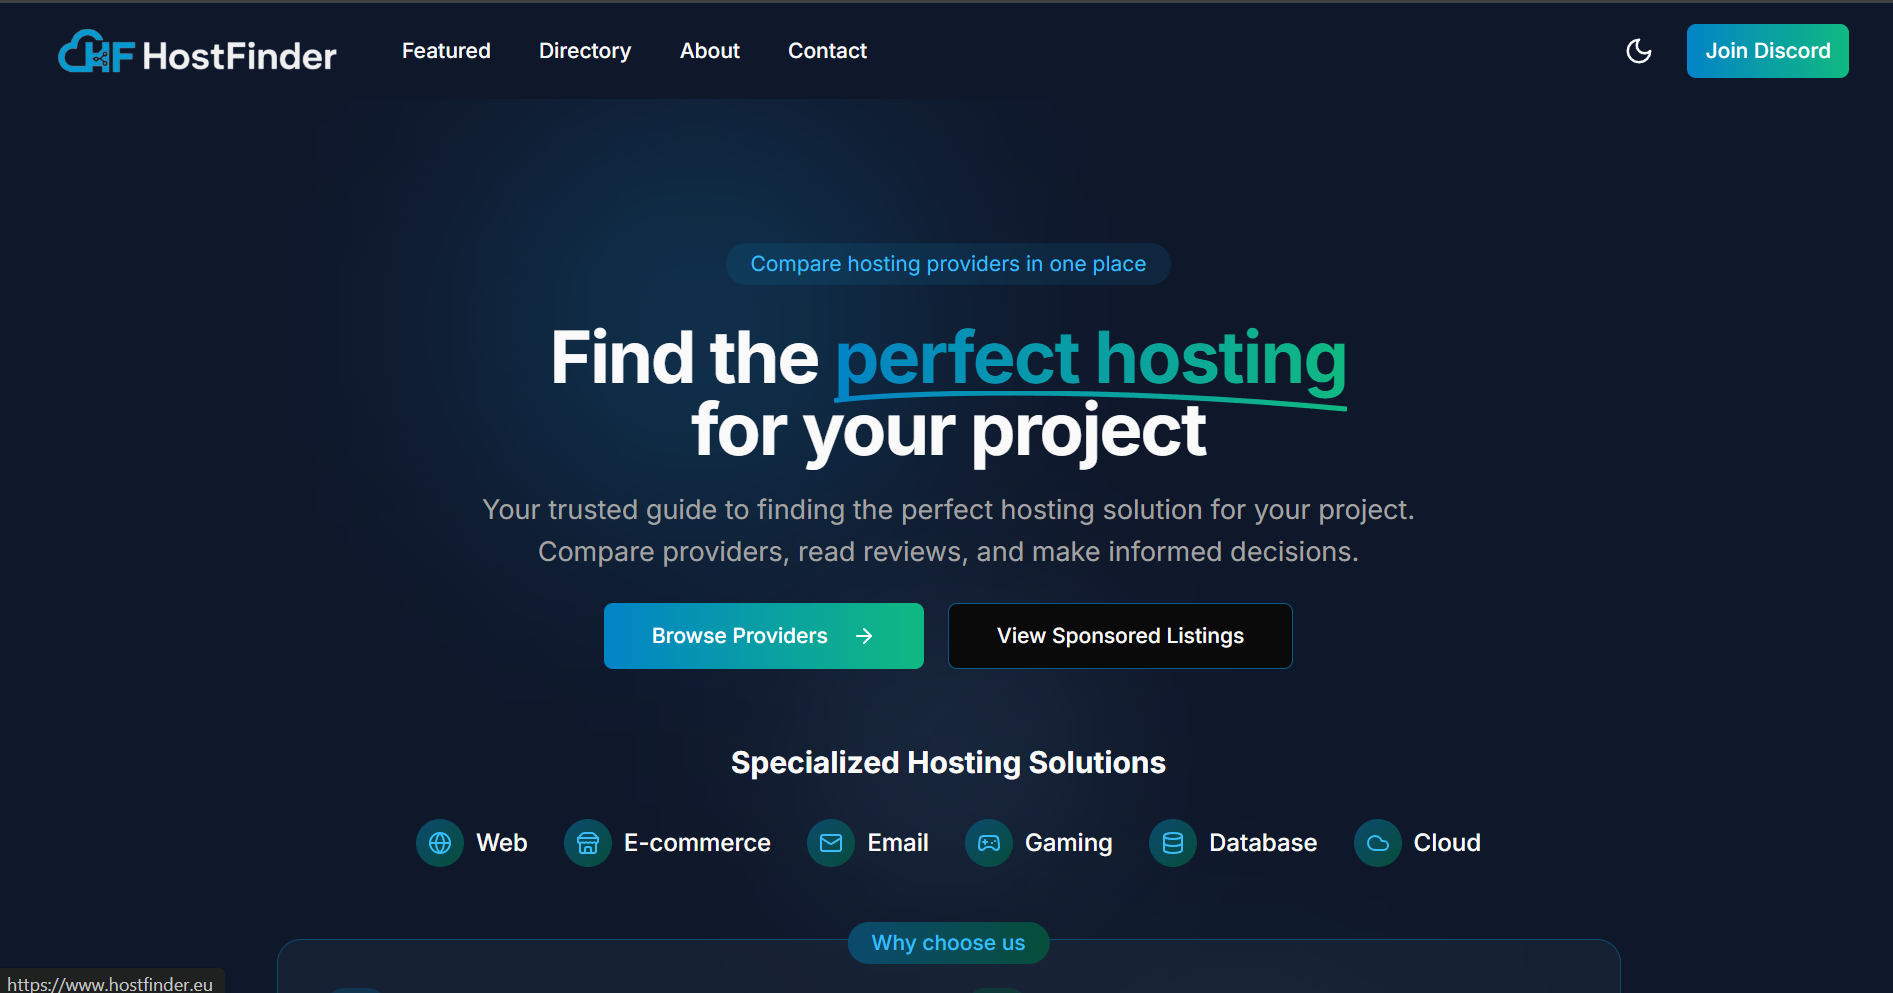 HF HostFinder
Featured
Directory
About
Contact
Join Discord
Compare hosting providers in one place
Find the perfect hosting
for your project
Your trusted guide to finding the perfect hosting solution for your project.
Compare providers, read reviews, and make informed decisions.
Browse Providers
View Sponsored Listings
Specialized Hosting Solutions
Web
E-commerce
Email
Gaming
Database
Cloud
Why choose us
https://www.hostfinder.eu